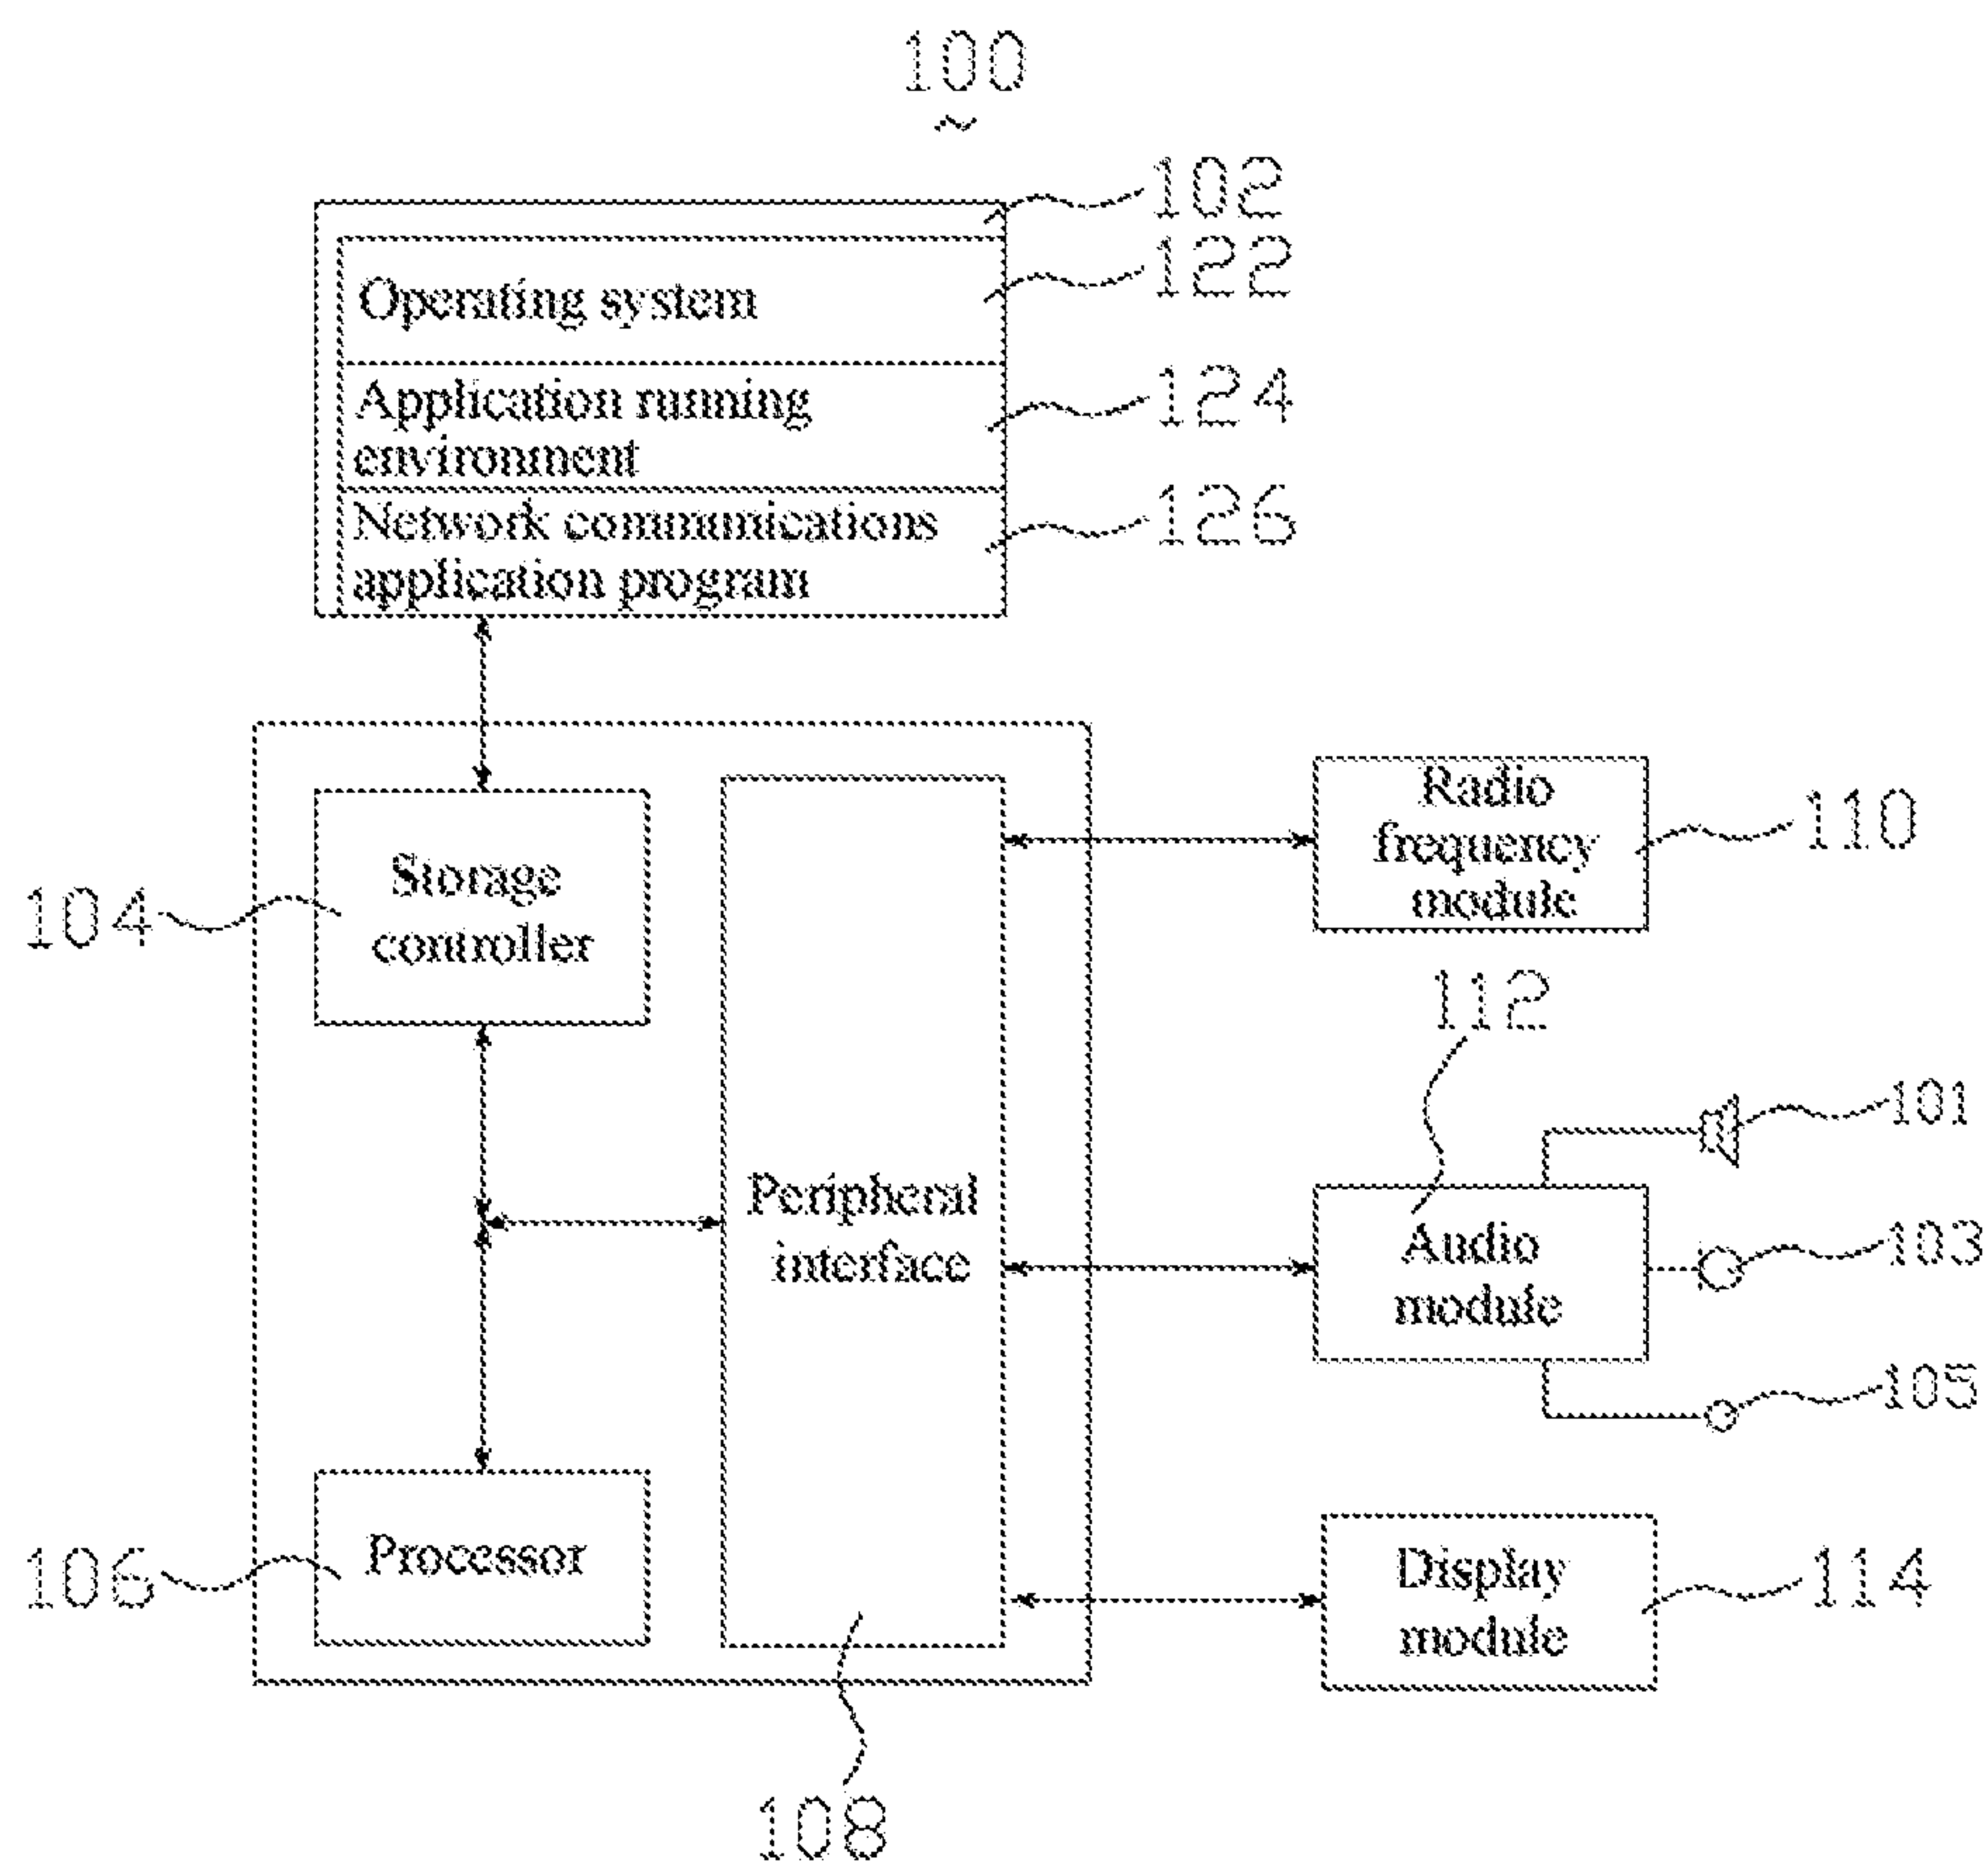 100
102
122
Operating system
124
Application running
environment
126
Network communications
application program
Radio
frequency
module
110
104
Storage
controller
112
101
Peripheral
interface
Audio
module
103
105
106
Processor
Display
module
114
108